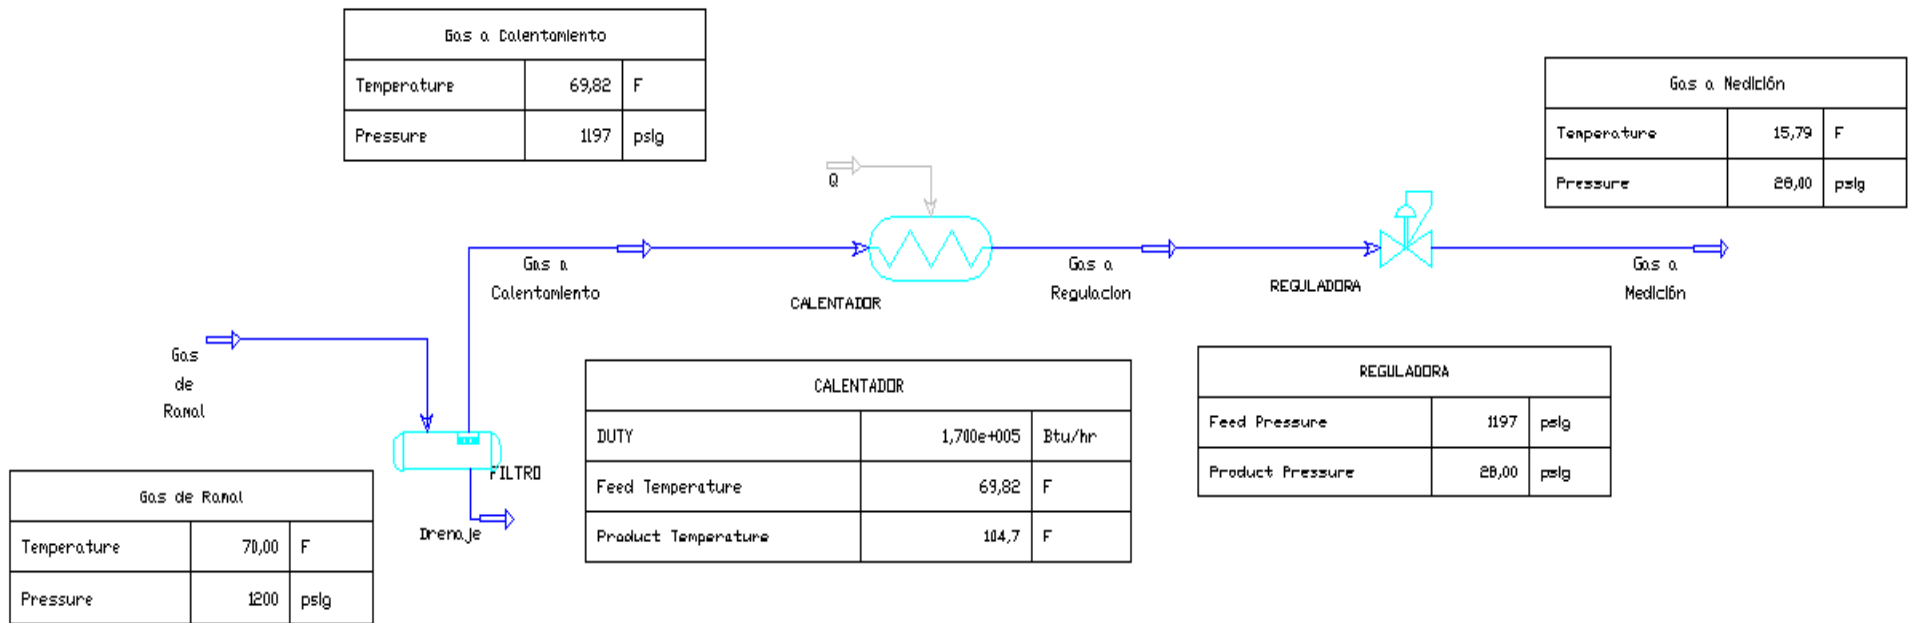 Gas a Calentamiento
Temperature 69,82 F
Pressure 1197 psig
Gas a Medición
Temperature 15,79 F
Pressure 28,00 psig
Q
Gas a
Calentamiento
CALENTADOR
Gas a
Regulacion
REGULADORA
Gas a
Medición
Gas
de
Ramal
FILTRO
Drenaje
CALENTADOR
DUTY 1,700e+005 Btu/hr
Feed Temperature 69,82 F
Product Temperature 104,7 F
REGULADORA
Feed Pressure 1197 psig
Product Pressure 28,00 psig
Gas de Ramal
Temperature 70,00 F
Pressure 1200 psig